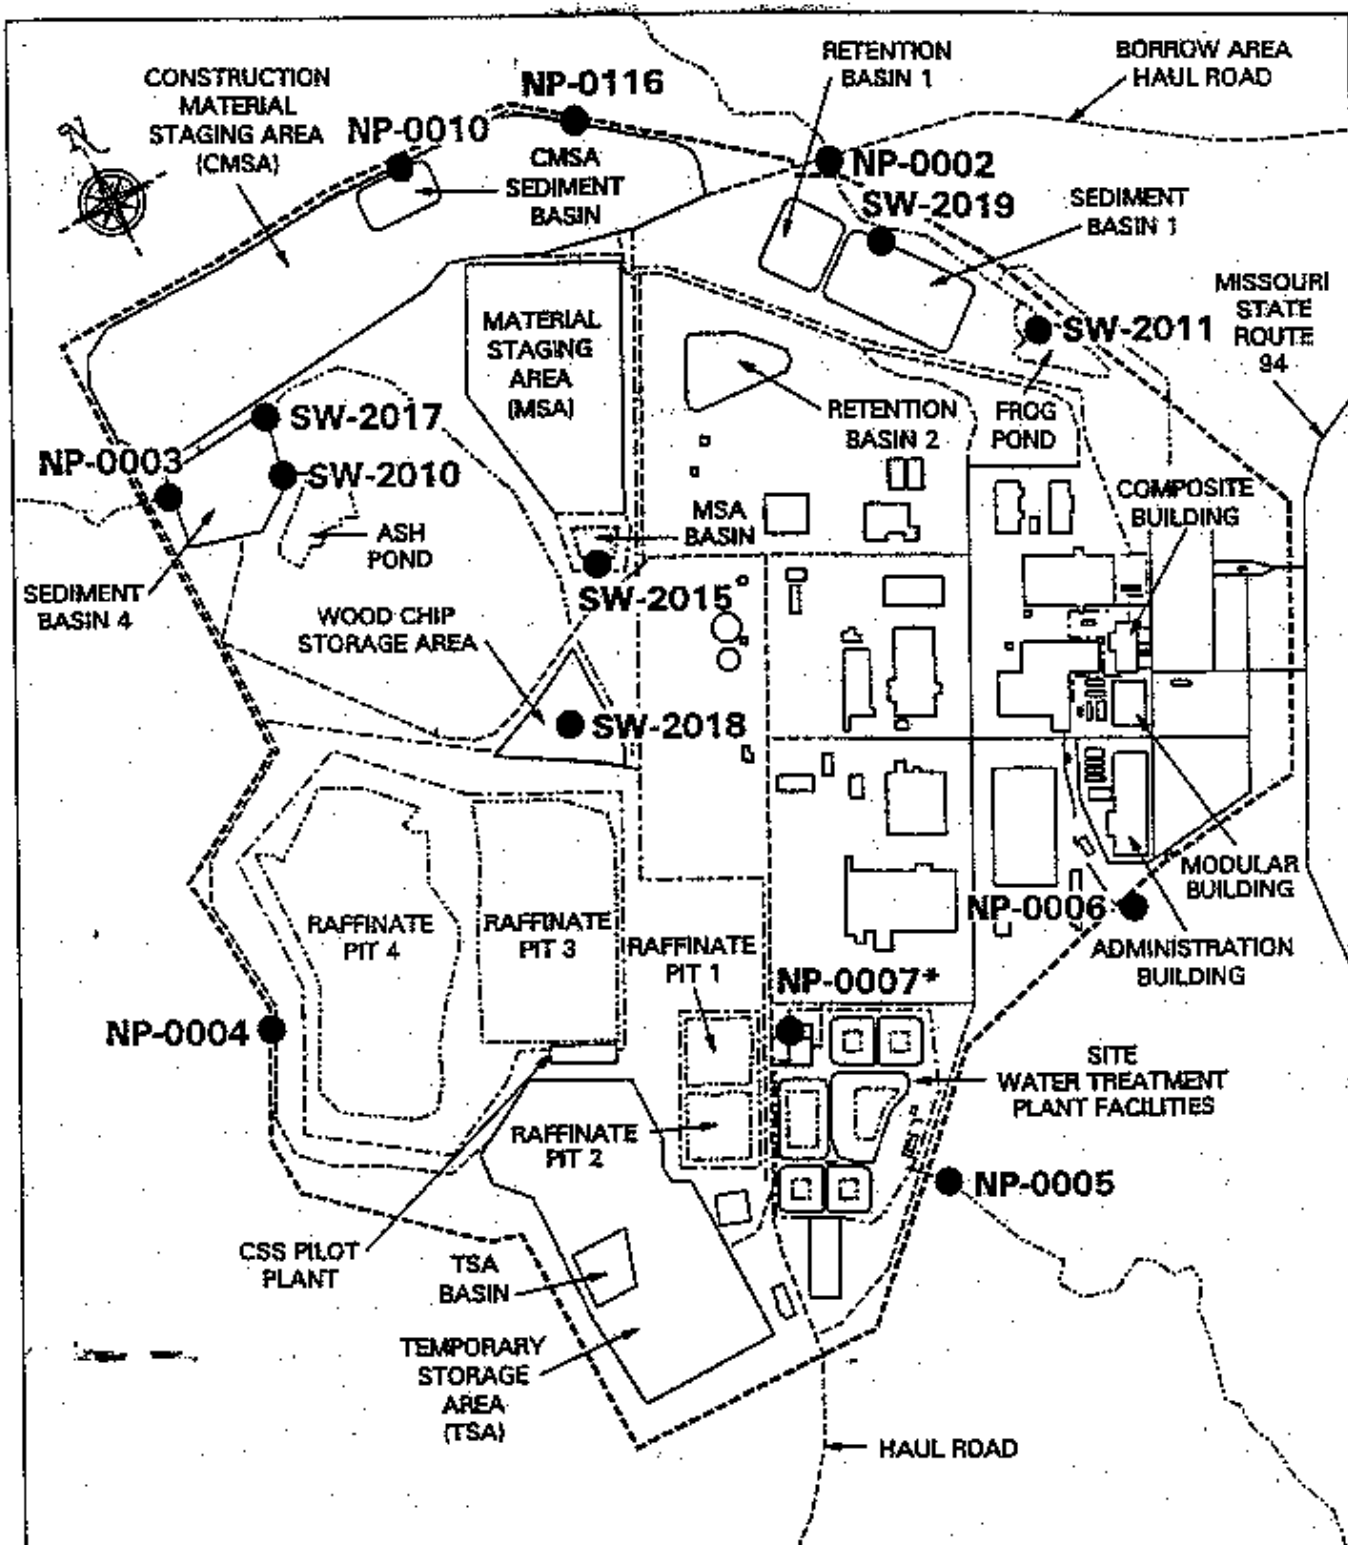 RETENTION
BASIN 1
BORROW AREA
HAUL ROAD
CONSTRUCTION
MATERIAL
STAGING AREA
(CMSA)
NP-0116
NP-0010
N
CMSA
SEDIMENT
BASIN
NP-0002
SW-2019
SEDIMENT
BASIN 1
MISSOURI
STATE
ROUTE
94
MATERIAL
STAGING
AREA
(MSA)
SW-2011
RETENTION
BASIN 2
FROG
POND
SW-2017
NP-0003
SW-2010
ASH
POND
MSA
BASIN
COMPOSITE
BUILDING
SEDIMENT
BASIN 4
SW-2015
WOOD CHIP
STORAGE AREA
SW-2018
MODULAR
BUILDING
RAFFINATE
PIT 4
RAFFINATE
PIT 3
RAFFINATE
PIT 1
NP-0006
ADMINISTRATION
BUILDING
NP-0007*
NP-0004
SITE
WATER TREATMENT
PLANT FACILITIES
RAFFINATE
PIT 2
NP-0005
CSS PILOT
PLANT
TSA
BASIN
TEMPORARY
STORAGE
AREA
(TSA)
HAUL ROAD